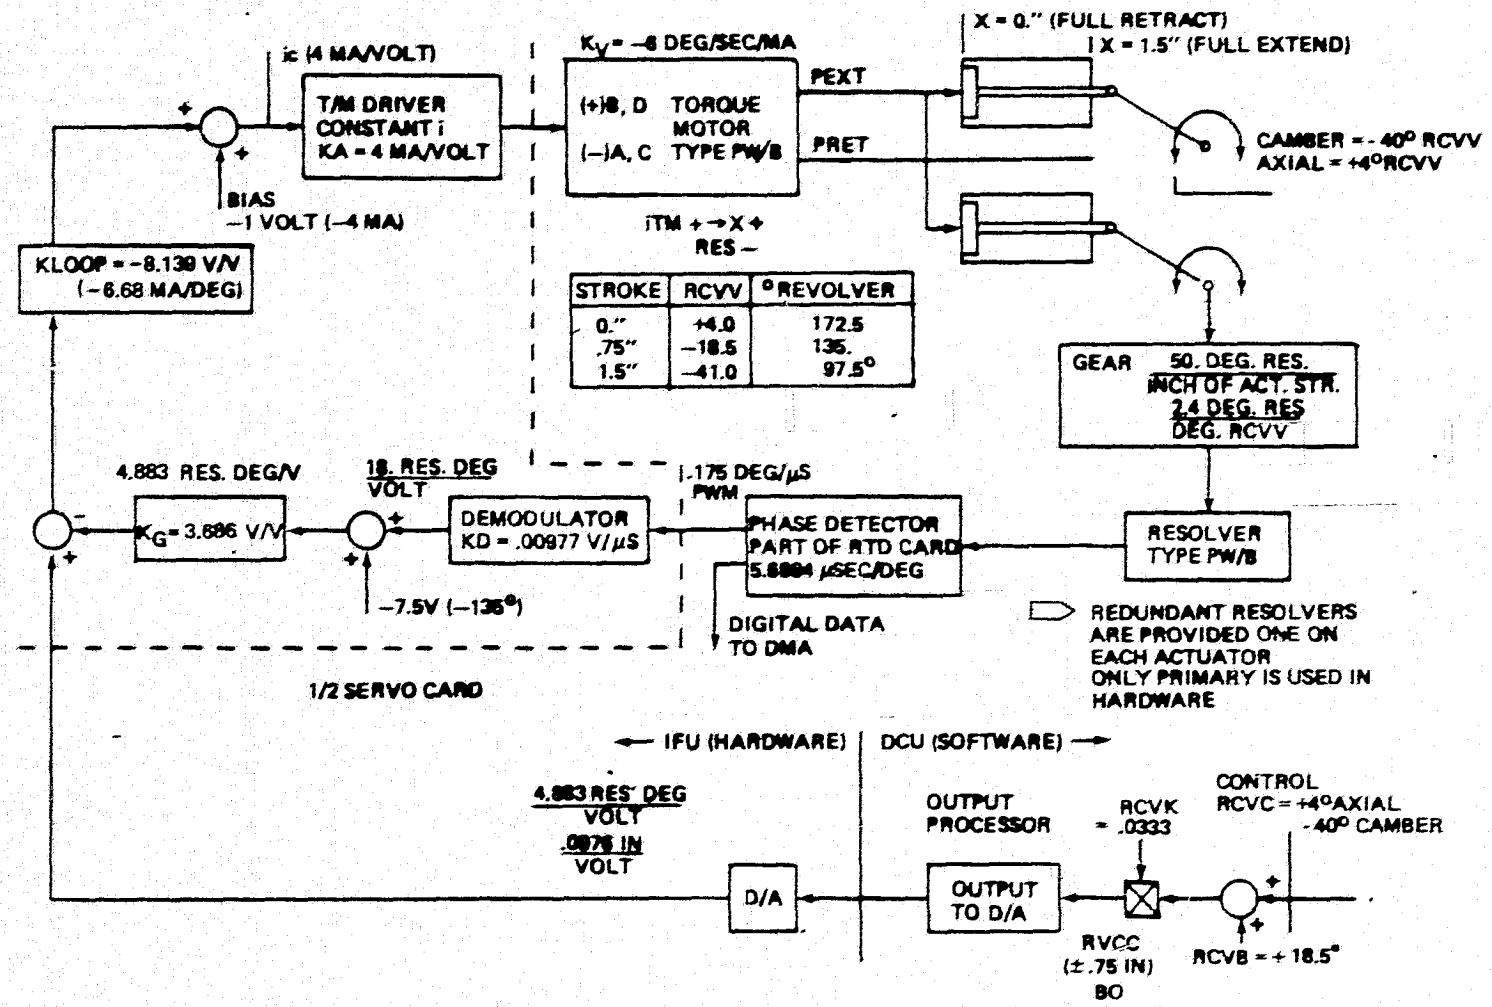 X = 0." (FULL RETRACT)
X = 1.5" (FULL EXTEND)
ic (4 MA/VOLT)
KV = -6 DEG/SEC/MA
+
+
T/M DRIVER
CONSTANT i
KA = 4 MA/VOLT
(+)B, D TORQUE
MOTOR
(-)A, C TYPE PW/B
PEXT
PRET
CAMBER = -40° RCVV
AXIAL = +4° RCVV
BIAS
-1 VOLT (-4 MA)
iTM + → X +
RES -
KLOOP = -8.139 V/V
(-6.68 MA/DEG)
STROKE RCVV ° REVOLVER
0." +4.0 172.5
.75" -18.5 135.
1.5" -41.0 97.5°
GEAR 50. DEG. RES.
INCH OF ACT. STR.
2.4 DEG. RES
DEG. RCVV
4.883 RES. DEG/V
18. RES. DEG
VOLT
.175 DEG/μS
PWM
-
+
KG = 3.686 V/V
+
+
DEMODULATOR
KD = .00977 V/μS
PHASE DETECTOR
PART OF RTD CARD
5.6894 μSEC/DEG
RESOLVER
TYPE PW/B
-7.5V (-135°)
DIGITAL DATA
TO DMA
REDUNDANT RESOLVERS
ARE PROVIDED ONE ON
EACH ACTUATOR
ONLY PRIMARY IS USED IN
HARDWARE
1/2 SERVO CARD
← IFU (HARDWARE)
DCU (SOFTWARE) →
4.883 RES DEG
VOLT
.0976 IN
VOLT
OUTPUT
PROCESSOR
RCVK
= .0333
CONTROL
RCVC = +4° AXIAL
-40° CAMBER
D/A
OUTPUT
TO D/A
+
+
RVCC
(±.75 IN)
BO
RCVB = + 18.5°